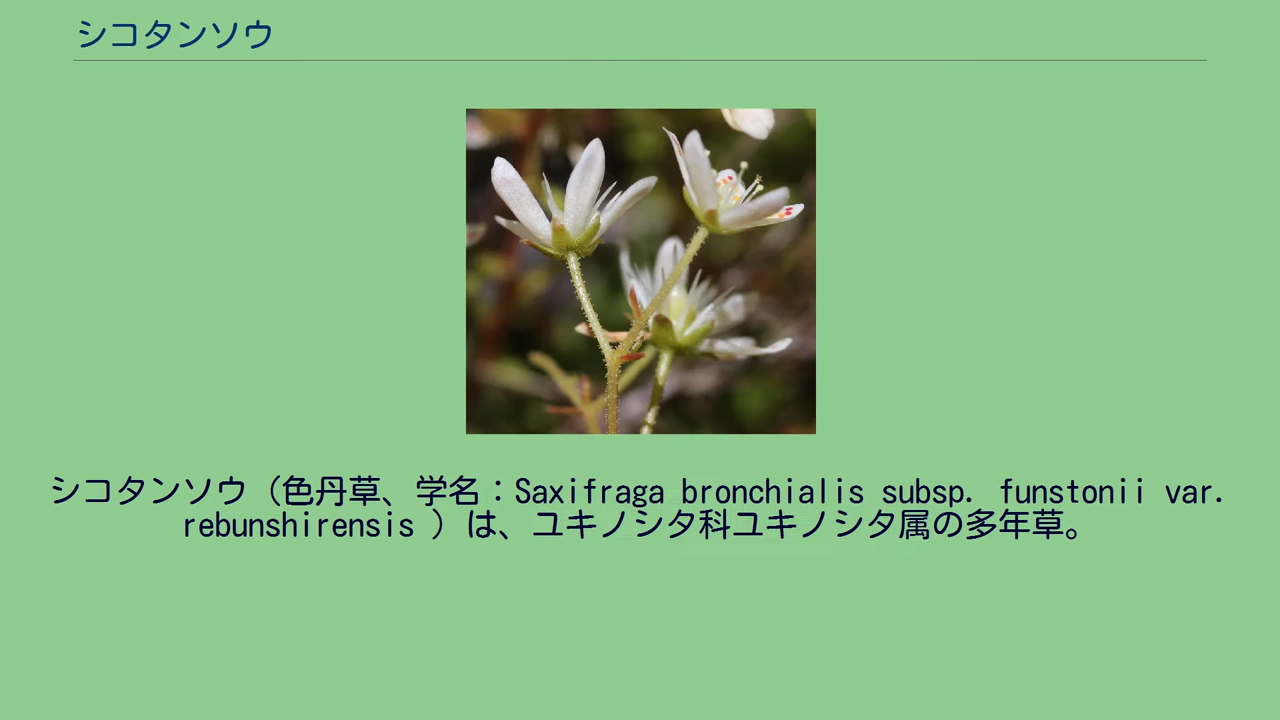 シコタンソウ
シコタンソウ（色丹草、学名：Saxifraga bronchialis subsp. funstonii var.
rebunshirensis ）は、ユキノシタ科ユキノシタ属の多年草。